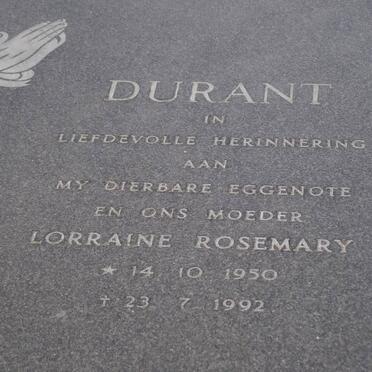 DURANT
IN
LIEFDEVOLLE HERINNERING
AAN
MY DIERBARE EGGENOTE
EN ONS MOEDER
LORRAINE ROSEMARY
★ 14. 10. 1950
† 23. 7. 1992